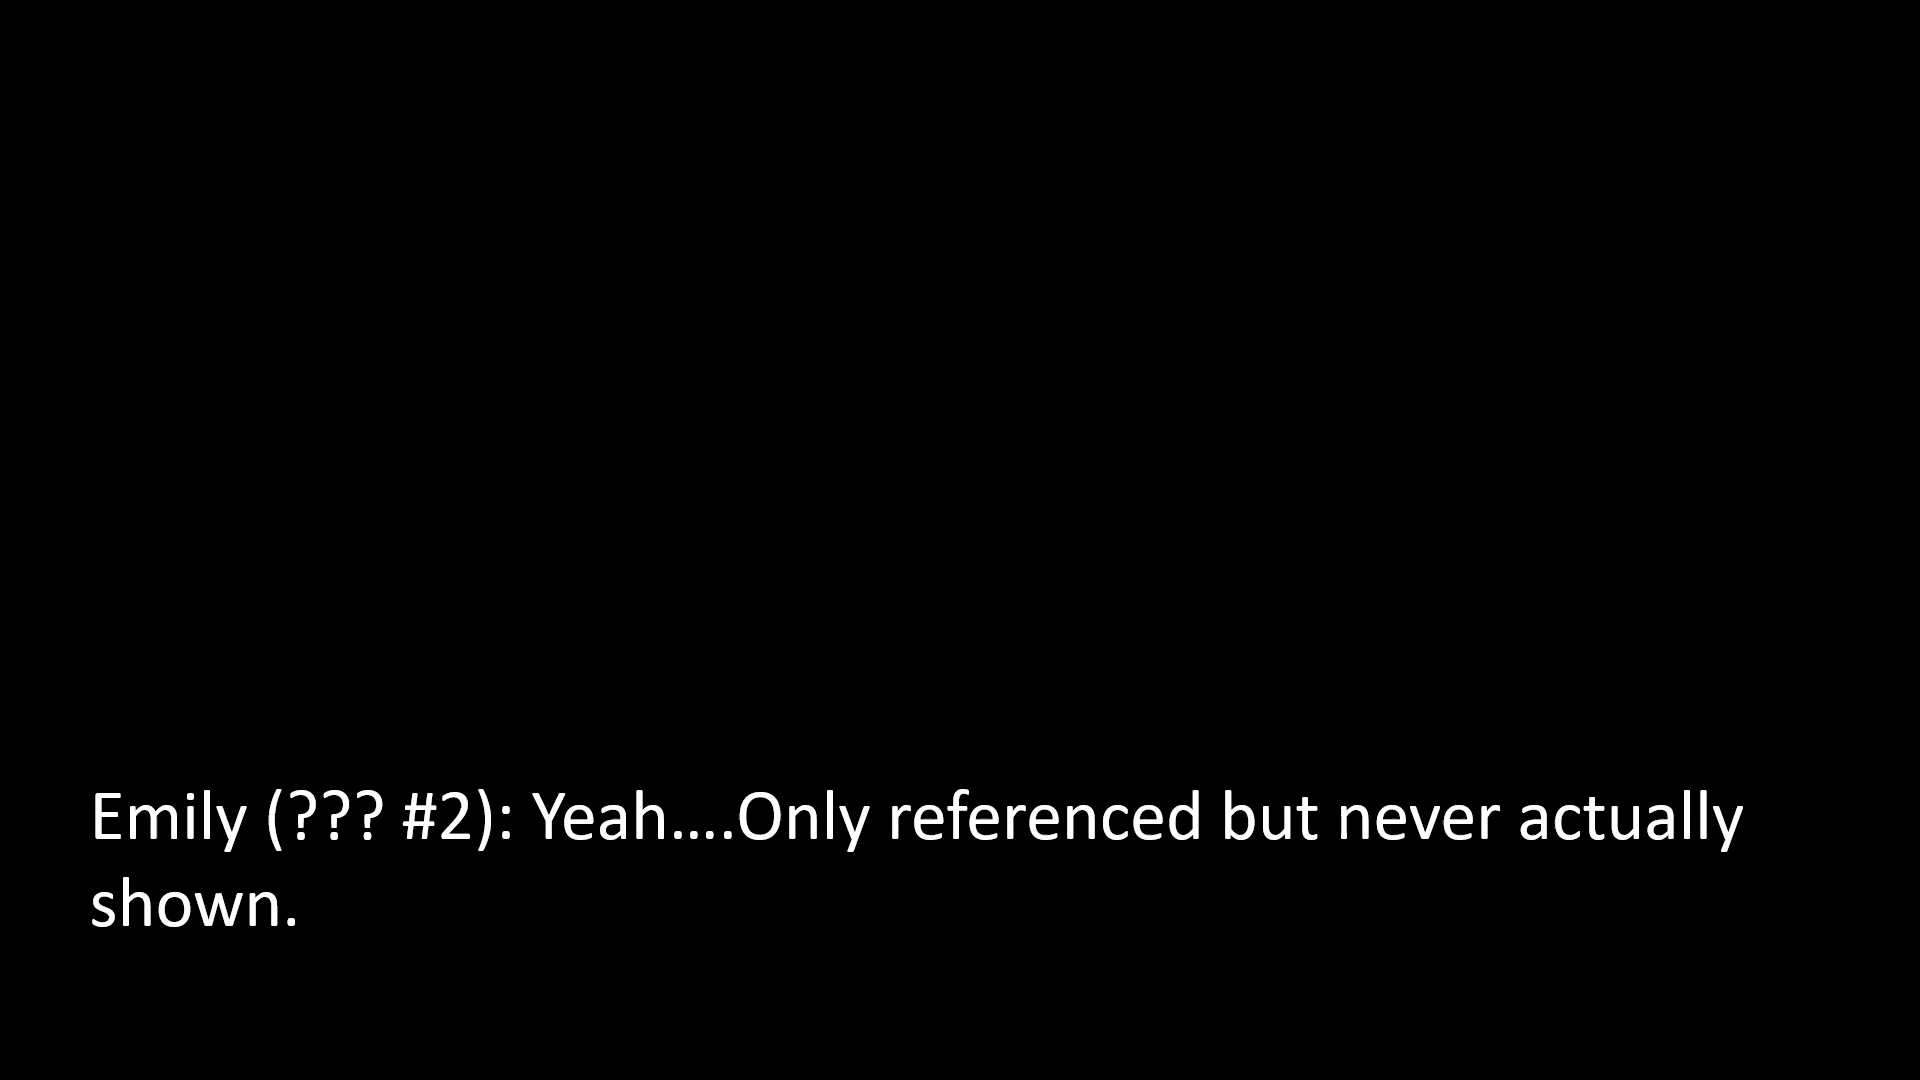 Emily (??? #2): Yeah….Only referenced but never actually
shown.